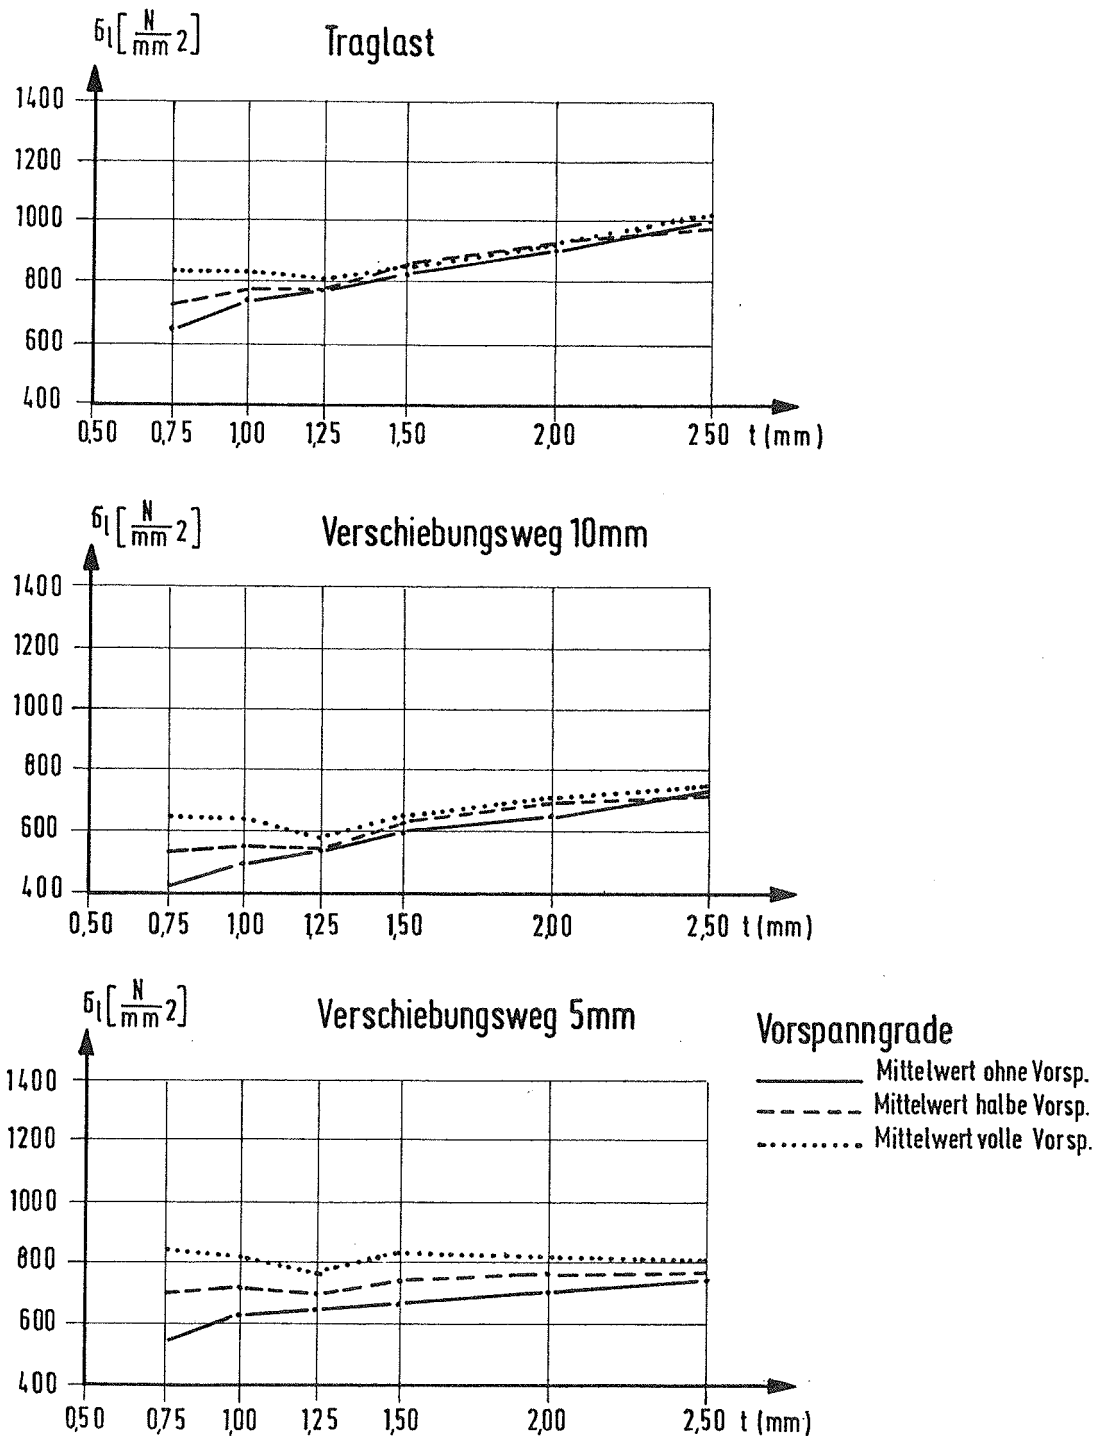 σl [N/mm2] Traglast
1400
1200
1000
800
600
400
0,50 0,75 1,00 1,25 1,50 2,00 2 50 t (mm)
σl [N/mm2] Verschiebungsweg 10mm
1400
1200
1000
800
600
400
0,50 0,75 1,00 1,25 1,50 2,00 2,50 t (mm)
σl [N/mm2] Verschiebungsweg 5mm
1400
1200
1000
800
600
400
0,50 0,75 1,00 1,25 1,50 2,00 2,50 t (mm)
Vorspanngrade
Mittelwert ohne Vorsp.
Mittelwert halbe Vorsp.
Mittelwert volle Vorsp.